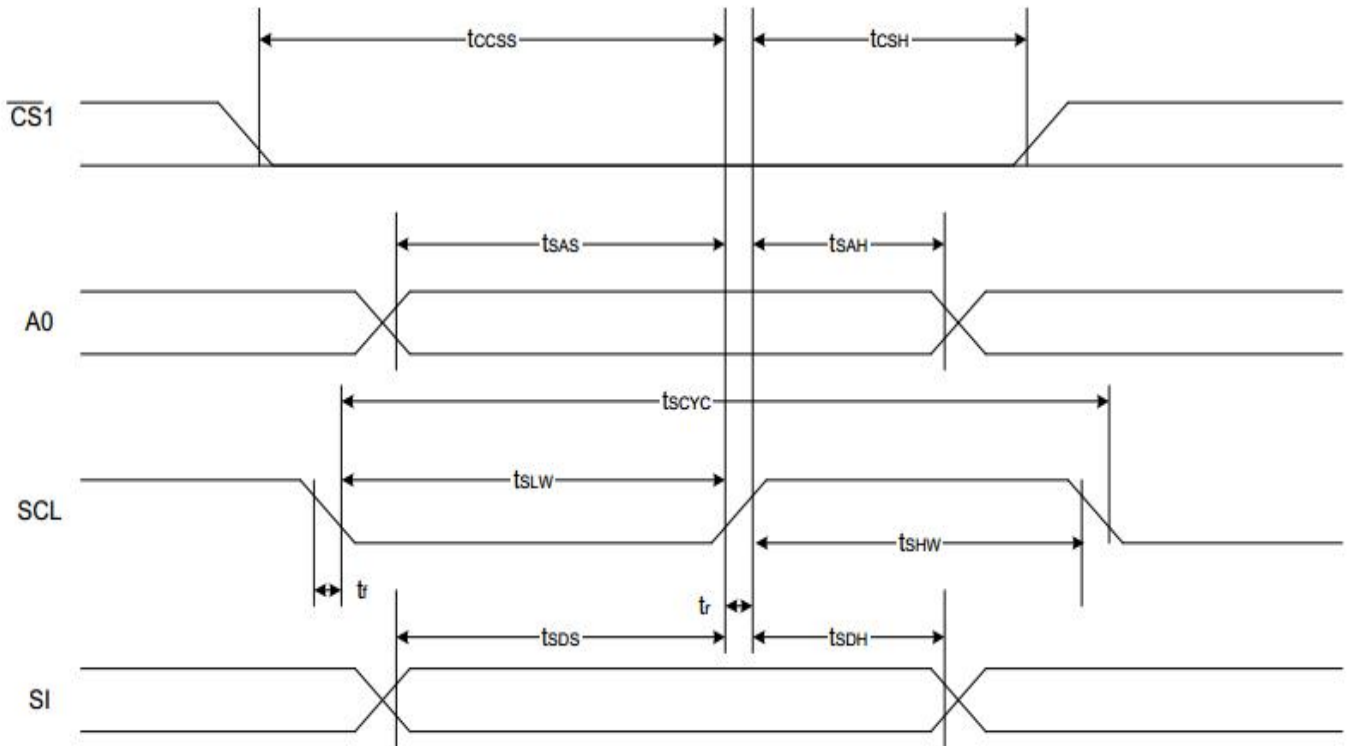 tCCSS
tCSH
CS1
tSAS
tSAH
A0
tSCYC
tSLW
SCL
tSHW
tf
tr
tSDS
tSDH
SI